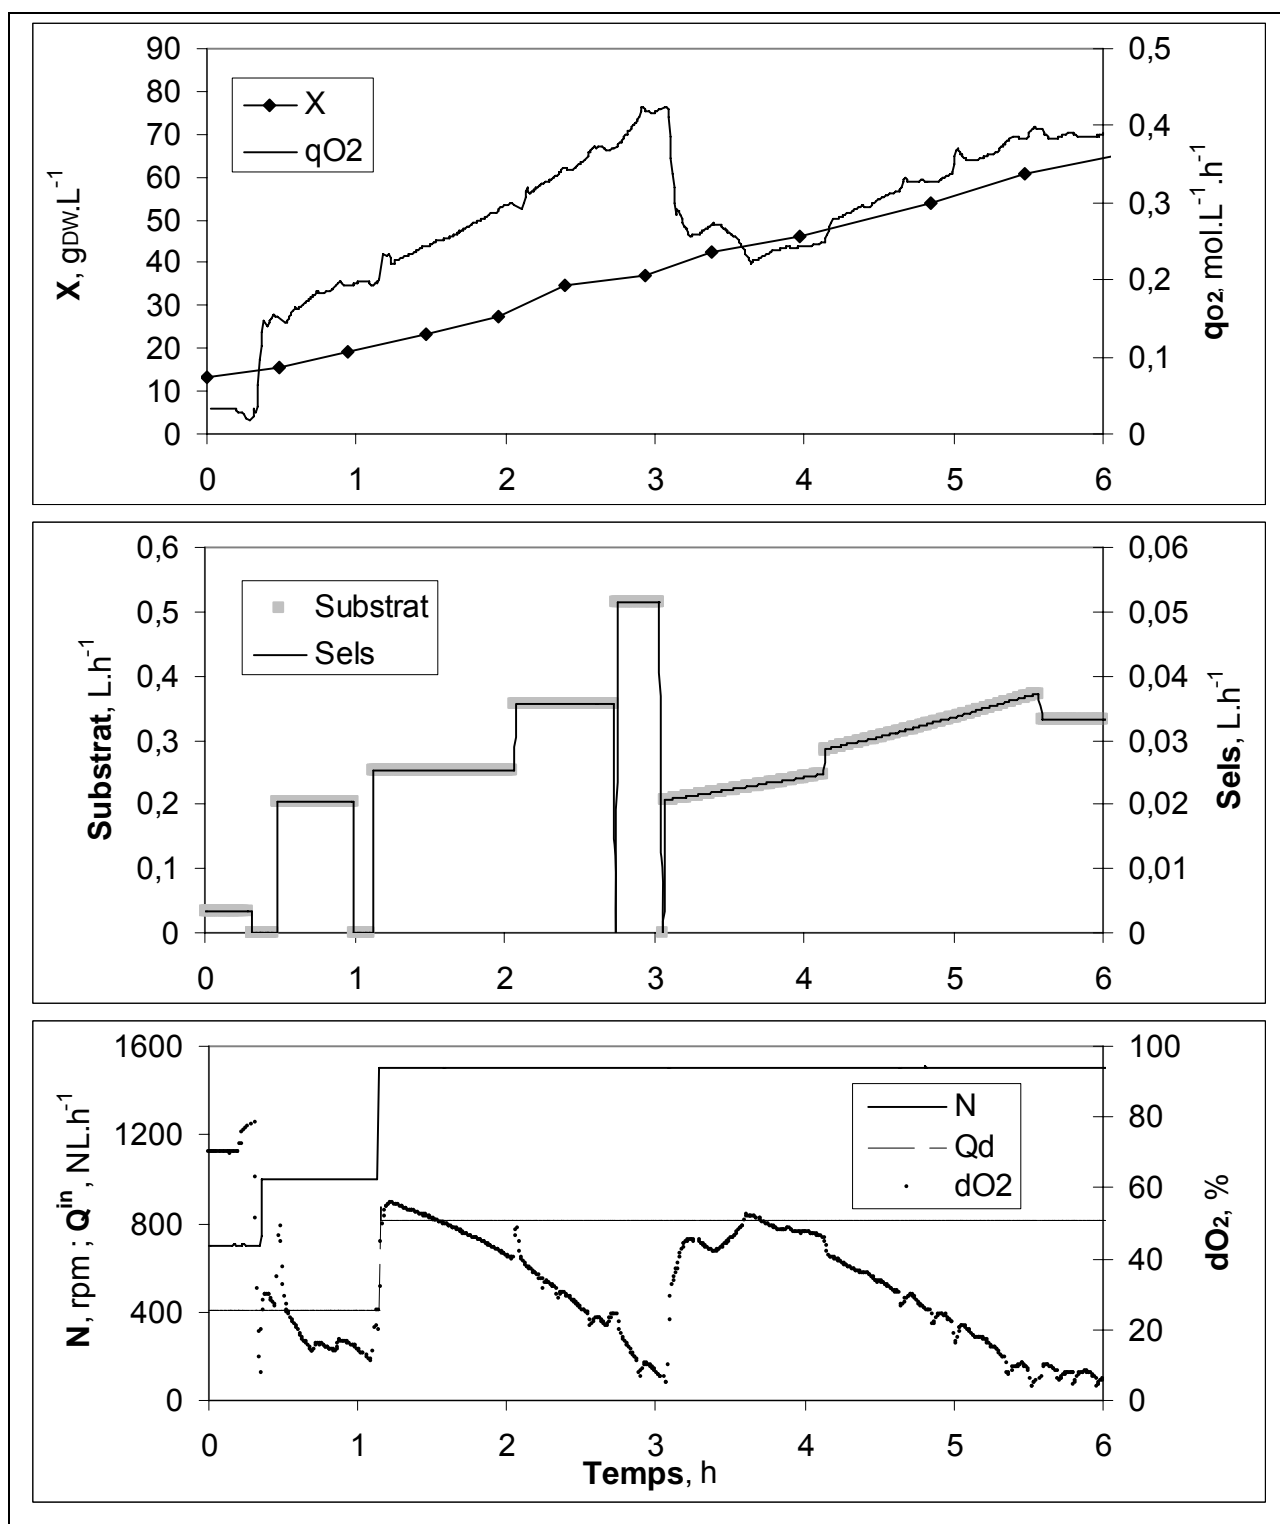 90
80
70
60
50
40
30
20
10
0
X, gDW.L⁻¹
X
qO2
0,5
0,4
0,3
0,2
0,1
0
qO2, mol.L⁻¹.h⁻¹
0 1 2 3 4 5 6
0,6
0,5
0,4
0,3
0,2
0,1
0
Substrat, L.h⁻¹
Substrat
Sels
0,06
0,05
0,04
0,03
0,02
0,01
0
Sels, L.h⁻¹
0 1 2 3 4 5 6
1600
1200
800
400
0
N, rpm ; Qⁱⁿ, NL.h⁻¹
N
Qd
dO2
100
80
60
40
20
0
dO2, %
0 1 2 3 4 5 6
Temps, h